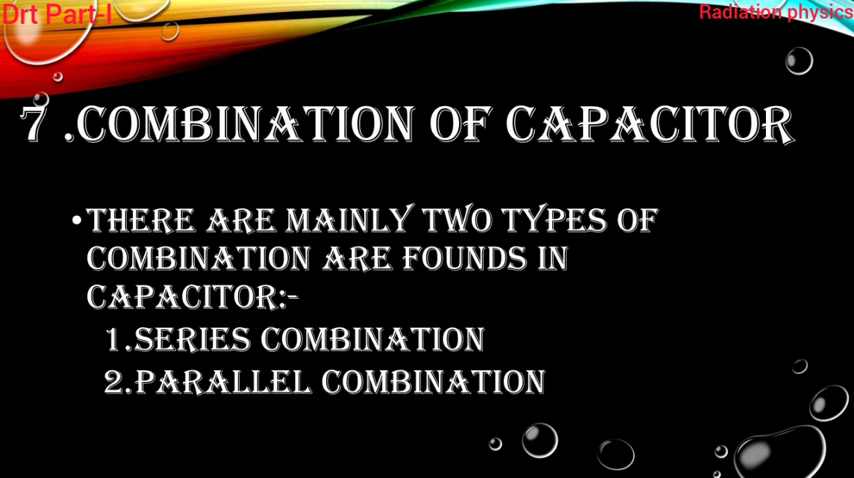 Drt Part-I
Radiation physics
7 .COMBINATION OF CAPACITOR
•THERE ARE MAINLY TWO TYPES OF
COMBINATION ARE FOUNDS IN
CAPACITOR:-
1.SERIES COMBINATION
2.PARALLEL COMBINATION